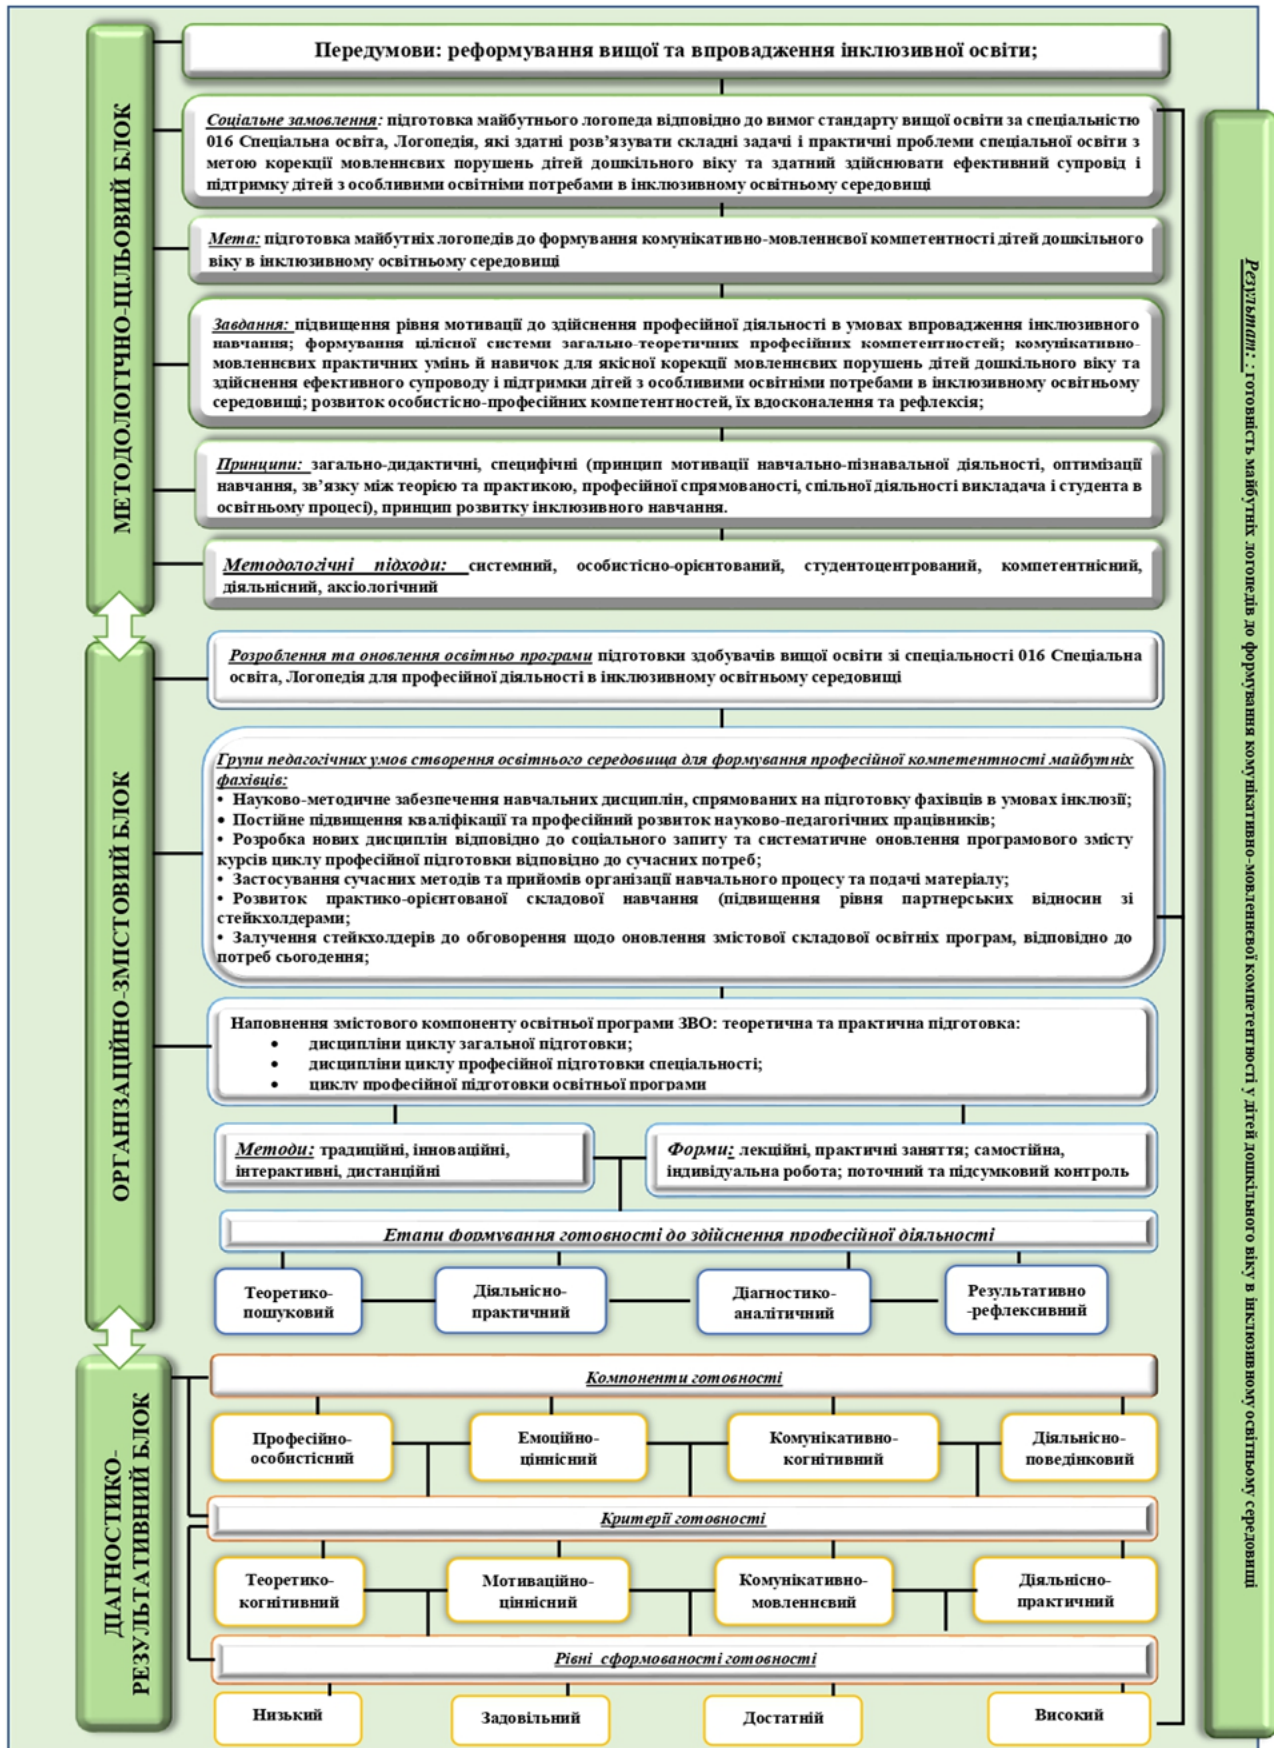 МЕТОДОЛОГІЧНО-ЦІЛЬОВИЙ БЛОК
Передумови: реформування вищої та впровадження інклюзивної освіти;
Соціальне замовлення: підготовка майбутнього логопеда відповідно до вимог стандарту вищої освіти за спеціальністю
016 Спеціальна освіта, Логопедія, які здатні розв’язувати складні задачі і практичні проблеми спеціальної освіти з
метою корекції мовленнєвих порушень дітей дошкільного віку та здатний здійснювати ефективний супровід і
підтримку дітей з особливими освітніми потребами в інклюзивному освітньому середовищі
Мета: підготовка майбутніх логопедів до формування комунікативно-мовленнєвої компетентності дітей дошкільного
віку в інклюзивному освітньому середовищі
Завдання: підвищення рівня мотивації до здійснення професійної діяльності в умовах впровадження інклюзивного
навчання; формування цілісної системи загально-теоретичних професійних компетентностей; комунікативно-
мовленнєвих практичних умінь й навичок для якісної корекції мовленнєвих порушень дітей дошкільного віку та
здійснення ефективного супроводу і підтримки дітей з особливими освітніми потребами в інклюзивному освітньому
середовищі; розвиток особистісно-професійних компетентностей, їх вдосконалення та рефлексія;
Принципи: загально-дидактичні, специфічні (принцип мотивації навчально-пізнавальної діяльності, оптимізації
навчання, зв’язку між теорією та практикою, професійної спрямованості, спільної діяльності викладача і студента в
освітньому процесі), принцип розвитку інклюзивного навчання.
Методологічні підходи: системний, особистісно-орієнтований, студентоцентрований, компетентнісний,
діяльнісний, аксіологічний
ОРГАНІЗАЦІЙНО-ЗМІСТОВИЙ БЛОК
Розроблення та оновлення освітньо програми підготовки здобувачів вищої освіти зі спеціальності 016 Спеціальна
освіта, Логопедія для професійної діяльності в інклюзивному освітньому середовищі
Групи педагогічних умов створення освітнього середовища для формування професійної компетентності майбутніх
фахівців:
• Науково-методичне забезпечення навчальних дисциплін, спрямованих на підготовку фахівців в умовах інклюзії;
• Постійне підвищення кваліфікації та професійний розвиток науково-педагогічних працівників;
• Розробка нових дисциплін відповідно до соціального запиту та систематичне оновлення програмового змісту
курсів циклу професійної підготовки відповідно до сучасних потреб;
• Застосування сучасних методів та прийомів організації навчального процесу та подачі матеріалу;
• Розвиток практико-орієнтованої складової навчання (підвищення рівня партнерських відносин зі
стейкхолдерами;
• Залучення стейкхолдерів до обговорення щодо оновлення змістової складової освітніх програм, відповідно до
потреб сьогодення;
Наповнення змістового компоненту освітньої програми ЗВО: теоретична та практична підготовка:
• дисципліни циклу загальної підготовки;
• дисципліни циклу професійної підготовки спеціальності;
• циклу професійної підготовки освітньої програми
Методи: традиційні, інноваційні,
інтерактивні, дистанційні
Форми: лекційні, практичні заняття; самостійна,
індивідуальна робота; поточний та підсумковий контроль
Етапи формування готовності до здійснення професійної діяльності
Теоретико-
пошуковий
Діяльнісно-
практичний
Діагностико-
аналітичний
Результативно
-рефлексивний
ДІАГНОСТИКО-
РЕЗУЛЬТАТИВНИЙ БЛОК
Компоненти готовності
Професійно-
особистісний
Емоційно-
ціннісний
Комунікативно-
когнітивний
Діяльнісно-
поведінковий
Критерії готовності
Теоретико-
когнітивний
Мотиваційно-
ціннісний
Комунікативно-
мовленнєвий
Діяльнісно-
практичний
Рівні сформованості готовності
Низький
Задовільний
Достатній
Високий
Результат: : готовність майбутніх логопедів до формування комунікативно-мовленнєвої компетентності у дітей дошкільного віку в інклюзивному освітньому середовищі